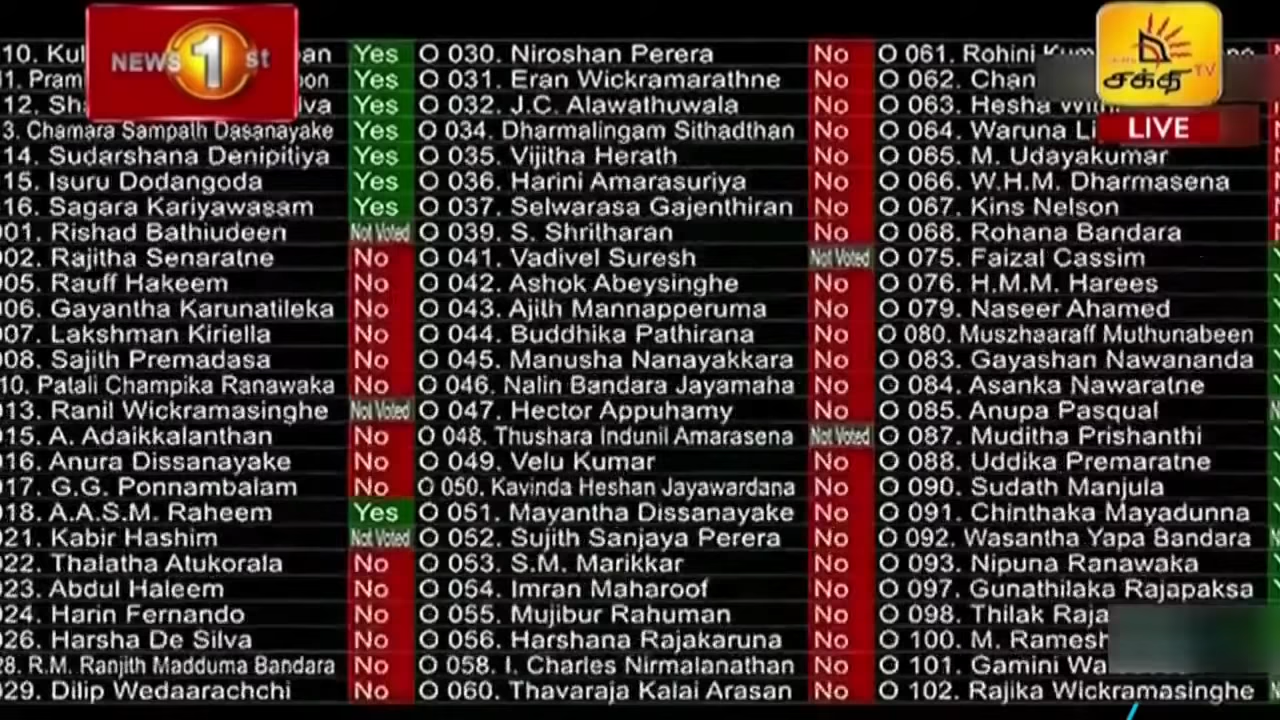 NEWS 1st
சக்தி TV
LIVE
10. Kul Yes O 030. Niroshan Perera No O 061. Rohini
11. Pram Yes O 031. Eran Wickramarathne No O 062. Chan
12. Sha Yes O 032. J.C. Alawathuwala No O 063. Hesha
3. Chamara Sampath Dasanayake Yes O 034. Dharmalingam Sithadthan No O 064. Waruna Li
14. Sudarshana Denipitiya Yes O 035. Vijitha Herath No O 065. M. Udayakumar
15. Isuru Dodangoda Yes O 036. Harini Amarasuriya No O 066. W.H.M. Dharmasena
16. Sagara Kariyawasam Yes O 037. Selwarasa Gajenthiran No O 067. Kins Nelson
001. Rishad Bathiudeen Not Voted O 039. S. Shritharan No O 068. Rohana Bandara
002. Rajitha Senaratne No O 041. Vadivel Suresh Not Voted O 075. Faizal Cassim
005. Rauff Hakeem No O 042. Ashok Abeysinghe No O 076. H.M.M. Harees
006. Gayantha Karunatileka No O 043. Ajith Mannapperuma No O 079. Naseer Ahamed
007. Lakshman Kiriella No O 044. Buddhika Pathirana No O 080. Muszhaaraff Muthunabeen
008. Sajith Premadasa No O 045. Manusha Nanayakkara No O 083. Gayashan Nawananda
10. Patali Champika Ranawaka No O 046. Nalin Bandara Jayamaha No O 084. Asanka Nawaratne
013. Ranil Wickramasinghe Not Voted O 047. Hector Appuhamy No O 085. Anupa Pasqual
015. A. Adaikkalanthan No O 048. Thushara Indunil Amarasena Not Voted O 087. Muditha Prishanthi
016. Anura Dissanayake No O 049. Velu Kumar No O 088. Uddika Premaratne
017. G.G. Ponnambalam No O 050. Kavinda Heshan Jayawardana No O 090. Sudath Manjula
018. A.A.S.M. Raheem Yes O 051. Mayantha Dissanayake No O 091. Chinthaka Mayadunna
021. Kabir Hashim Not Voted O 052. Sujith Sanjaya Perera No O 092. Wasantha Yapa Bandara
022. Thalatha Atukorala No O 053. S.M. Marikkar No O 093. Nipuna Ranawaka
023. Abdul Haleem No O 054. Imran Maharoof No O 097. Gunathilaka Rajapaksa
024. Harin Fernando No O 055. Mujibur Rahuman No O 098. Thilak Raja
026. Harsha De Silva No O 056. Harshana Rajakaruna No O 100. M. Ramesh
28. R.M. Ranjith Madduma Bandara No O 058. I. Charles Nirmalanathan No O 101. Gamini Wa
029. Dilip Wedaarachchi No O 060. Thavaraja Kalai Arasan No O 102. Rajika Wickramasinghe